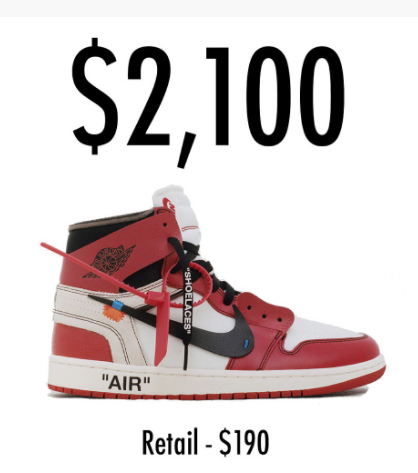 $2,100
"SHOELACES"
"AIR"
Retail - $190